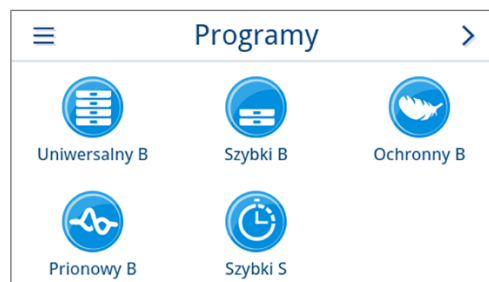 Programy
Uniwersalny B
Szybki B
Ochronny B
Prionowy B
Szybki S